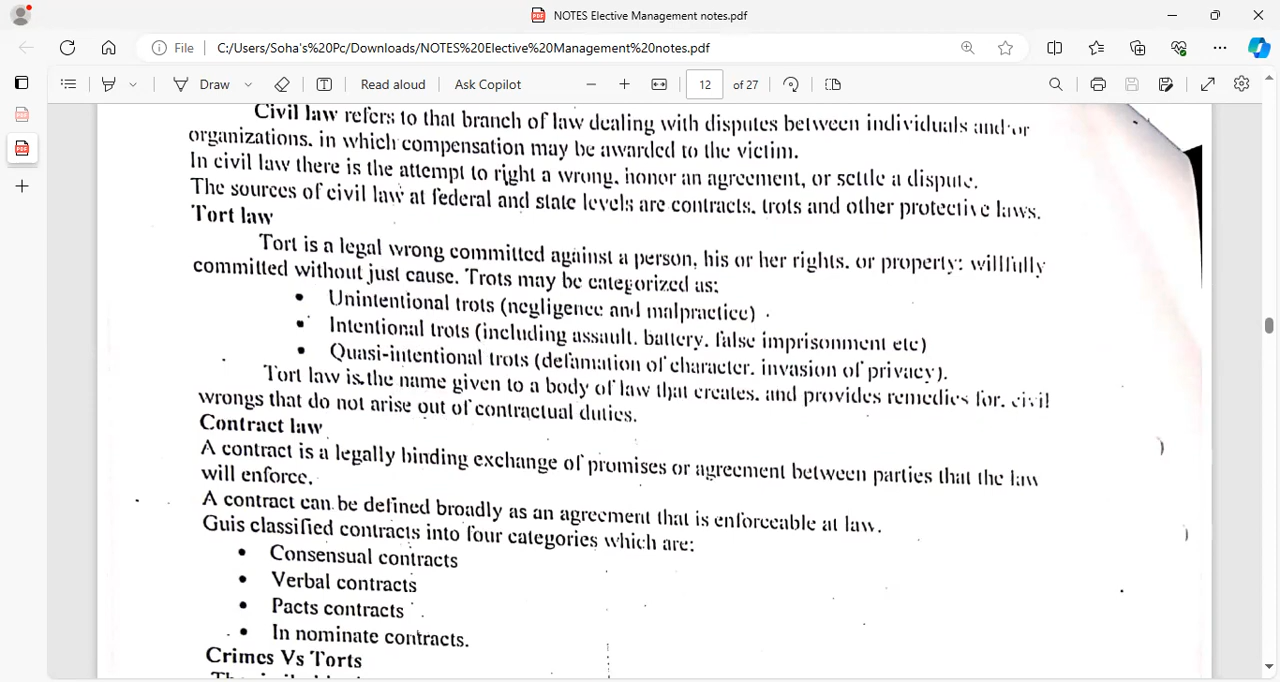 NOTES Elective Management notes.pdf
File C:/Users/Soha's%20Pc/Downloads/NOTES%20Elective%20Management%20notes.pdf
Draw Read aloud Ask Copilot 12 of 27
Civil law refers to that branch of law dealing with disputes between individuals and/or
organizations, in which compensation may be awarded to the victim.
In civil law there is the attempt to right a wrong, honor an agreement, or settle a dispute.
The sources of civil law at federal and state levels are contracts, trots and other protective laws.
Tort law
Tort is a legal wrong committed against a person, his or her rights, or property: willfully
committed without just cause. Trots may be categorized as:
• Unintentional trots (negligence and malpractice)
• Intentional trots (including assault, battery, false imprisonment etc)
• Quasi-intentional trots (defamation of character, invasion of privacy).
Tort law is the name given to a body of law that creates, and provides remedies for, civil
wrongs that do not arise out of contractual duties.
Contract law
A contract is a legally binding exchange of promises or agreement between parties that the law
will enforce.
A contract can be defined broadly as an agreement that is enforceable at law.
Guis classified contracts into four categories which are:
• Consensual contracts
• Verbal contracts
• Pacts contracts
• In nominate contracts.
Crimes Vs Torts